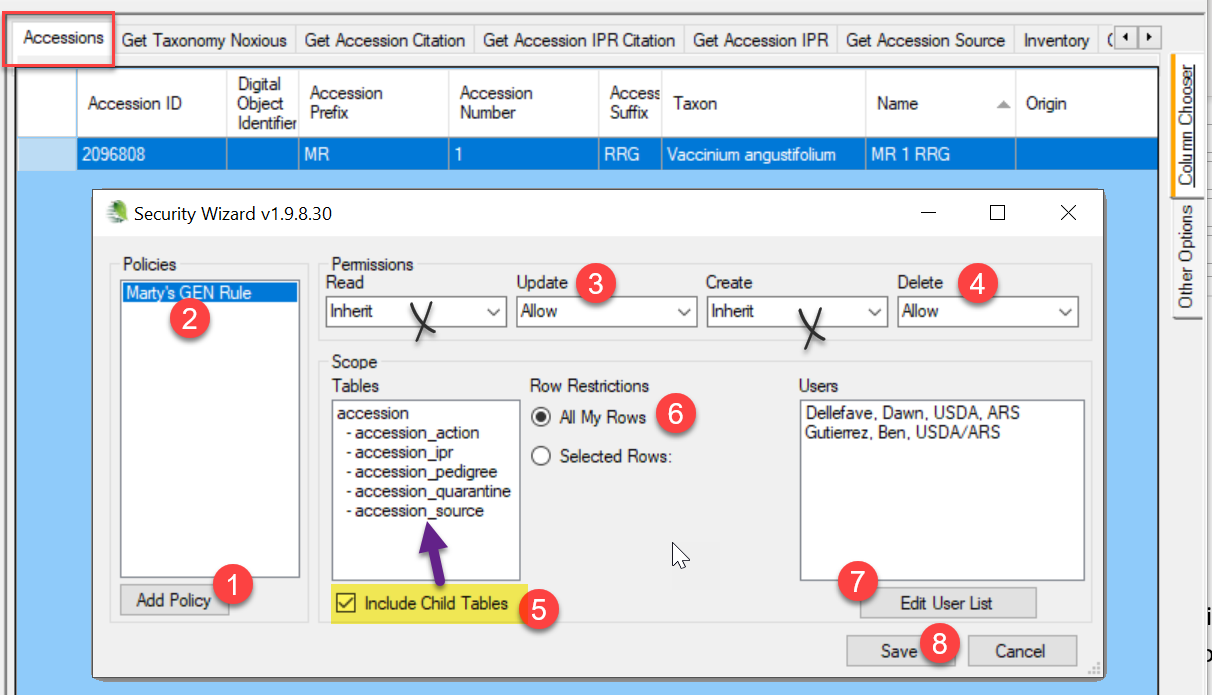 Accessions
Get Taxonomy Noxious
Get Accession Citation
Get Accession IPR Citation
Get Accession IPR
Get Accession Source
Inventory
Accession ID
Digital
Object
Identifier
Accession
Prefix
Accession
Number
Access
Suffix
Taxon
Name
Origin
2096808
MR
1
RRG
Vaccinium angustifolium
MR 1 RRG
Column Chooser
Other Options
Security Wizard v1.9.8.30
Policies
Marty's GEN Rule
2
1
Add Policy
Permissions
Read
Inherit
X
Update
3
Allow
Create
Inherit
X
Delete
4
Allow
Scope
Tables
accession
- accession_action
- accession_ipr
- accession_pedigree
- accession_quarantine
- accession_source
Include Child Tables
5
Row Restrictions
All My Rows
6
Selected Rows:
Users
Dellefave, Dawn, USDA, ARS
Gutierrez, Ben, USDA/ARS
7
Edit User List
Save
8
Cancel